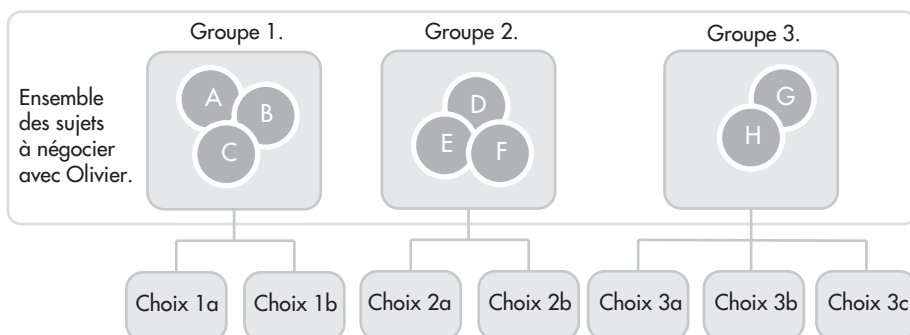 Groupe 1.
Groupe 2.
Groupe 3.
Ensemble
des sujets
à négocier
avec Olivier.
A
B
C
D
E
F
G
H
Choix 1a
Choix 1b
Choix 2a
Choix 2b
Choix 3a
Choix 3b
Choix 3c